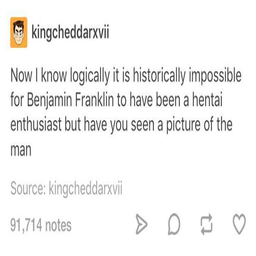 kingcheddarxvii
Now I know logically it is historically impossible
for Benjamin Franklin to have been a hentai
enthusiast but have you seen a picture of the
man
Source: kingcheddarxvii
91,714 notes